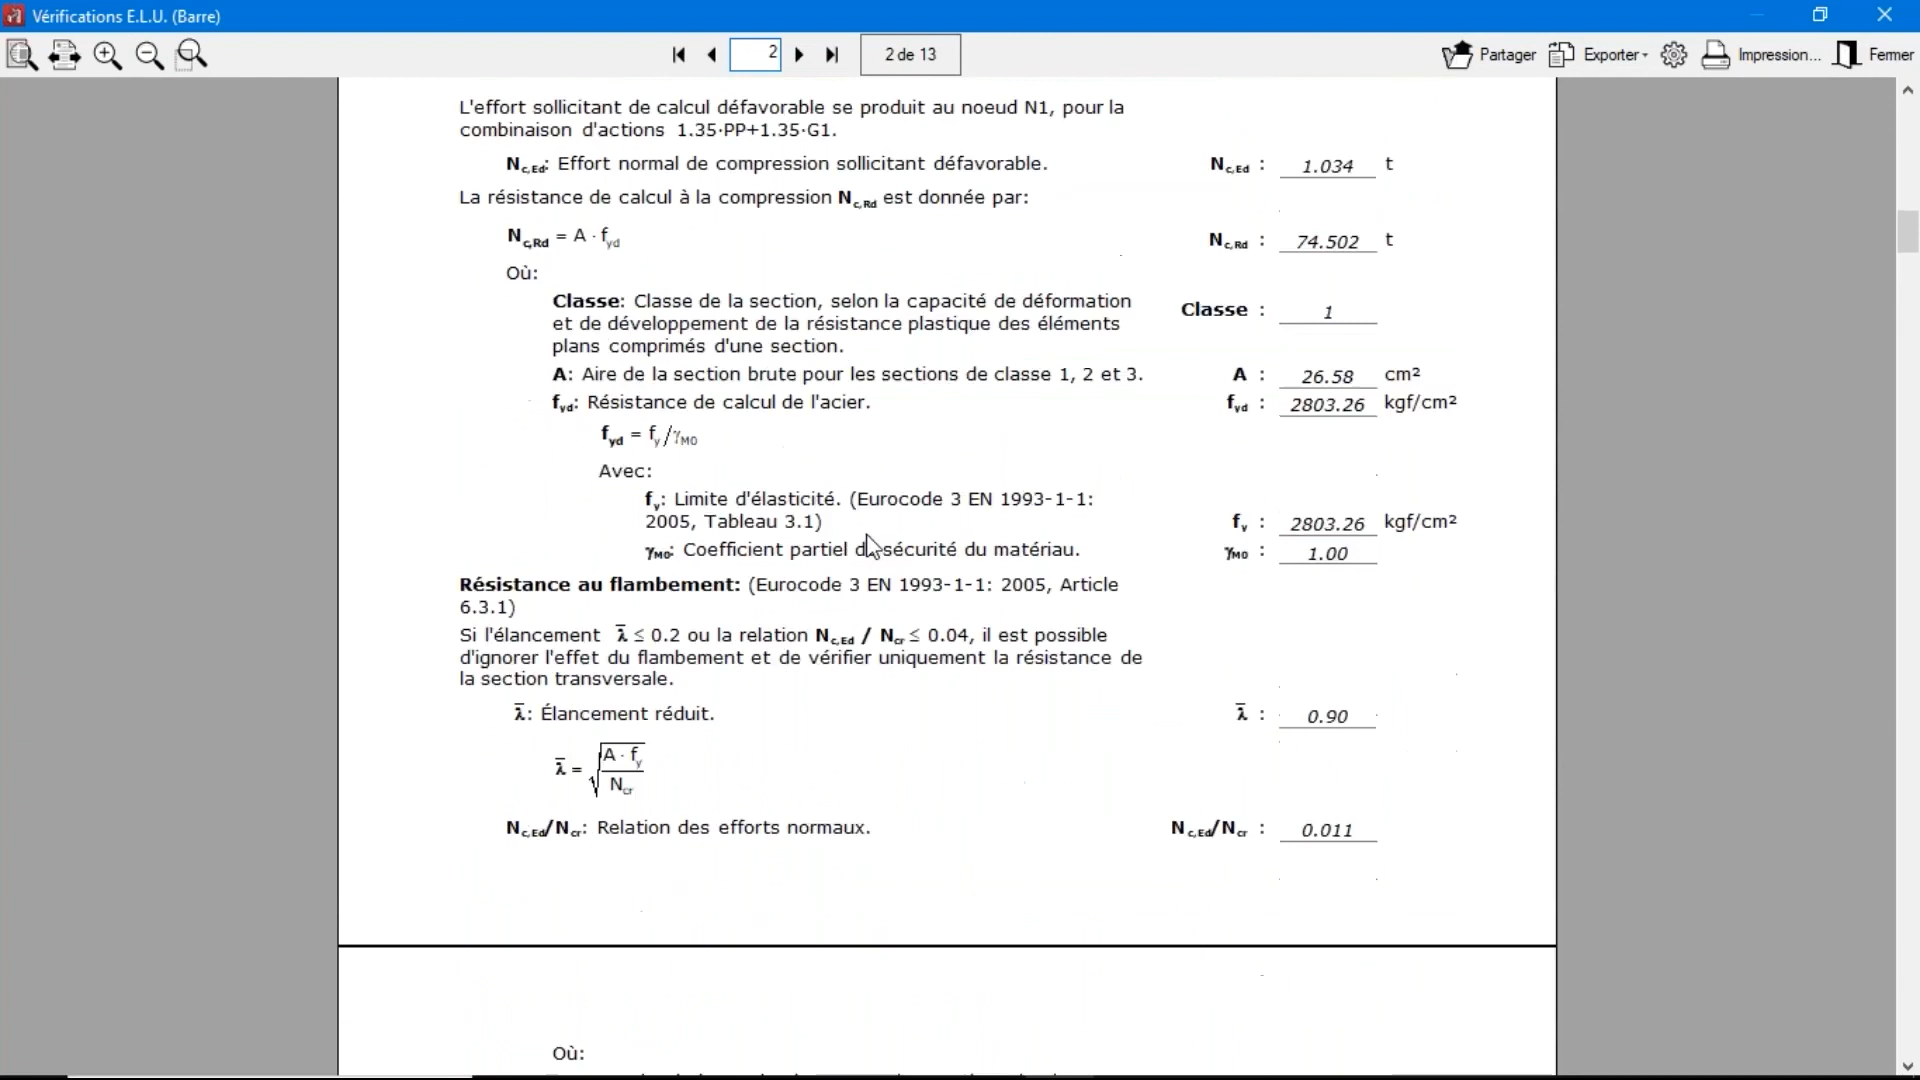 Vérifications E.L.U. (Barre)
2
2 de 13
Partager
Exporter
Impression...
Fermer
L'effort sollicitant de calcul défavorable se produit au noeud N1, pour la
combinaison d'actions 1.35·PP+1.35·G1.
Nc,Ed: Effort normal de compression sollicitant défavorable.
Nc,Ed : 1.034 t
La résistance de calcul à la compression Nc,Rd est donnée par:
Nc,Rd = A · fyd
Nc,Rd : 74.502 t
Où:
Classe: Classe de la section, selon la capacité de déformation
et de développement de la résistance plastique des éléments
plans comprimés d'une section.
Classe : 1
A: Aire de la section brute pour les sections de classe 1, 2 et 3.
A : 26.58 cm²
fyd: Résistance de calcul de l'acier.
fyd : 2803.26 kgf/cm²
fyd = fy/γM0
Avec:
fy: Limite d'élasticité. (Eurocode 3 EN 1993-1-1:
2005, Tableau 3.1)
fy : 2803.26 kgf/cm²
γM0: Coefficient partiel de sécurité du matériau.
γM0 : 1.00
Résistance au flambement: (Eurocode 3 EN 1993-1-1: 2005, Article
6.3.1)
Si l'élancement λ̄ ≤ 0.2 ou la relation Nc,Ed / Ncr ≤ 0.04, il est possible
d'ignorer l'effet du flambement et de vérifier uniquement la résistance de
la section transversale.
λ̄: Élancement réduit.
λ̄ : 0.90
λ̄ = √(A · fy / Ncr)
Nc,Ed/Ncr: Relation des efforts normaux.
Nc,Ed/Ncr : 0.011
Où: